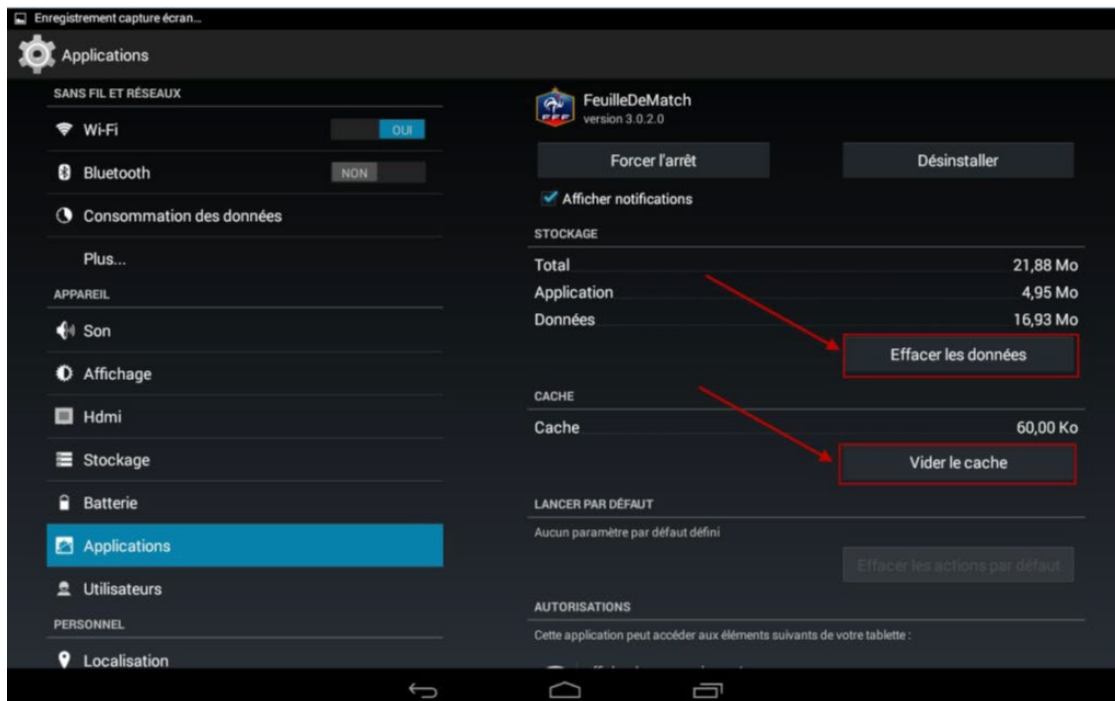 Enregistrement capture écran...
Applications
SANS FIL ET RÉSEAUX
Wi-Fi OUI
Bluetooth NON
Consommation des données
Plus...
APPAREIL
Son
Affichage
Hdmi
Stockage
Batterie
Applications
Utilisateurs
PERSONNEL
Localisation
FeuilleDeMatch
version 3.0.2.0
Forcer l'arrêt Désinstaller
Afficher notifications
STOCKAGE
Total 21,88 Mo
Application 4,95 Mo
Données 16,93 Mo
Effacer les données
CACHE
Cache 60,00 Ko
Vider le cache
LANCER PAR DÉFAUT
Aucun paramètre par défaut défini
Effacer les actions par défaut
AUTORISATIONS
Cette application peut accéder aux éléments suivants de votre tablette :